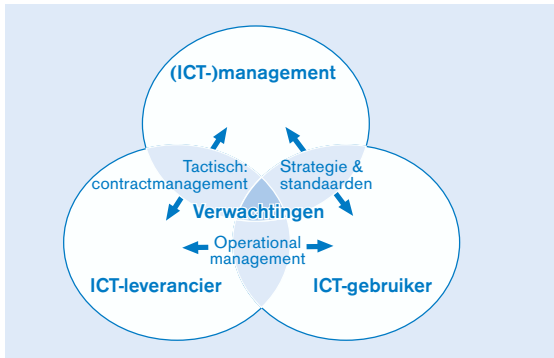 (ICT-)management
Tactisch:
contractmanagement
Strategie &
standaarden
Verwachtingen
Operational
management
ICT-leverancier
ICT-gebruiker